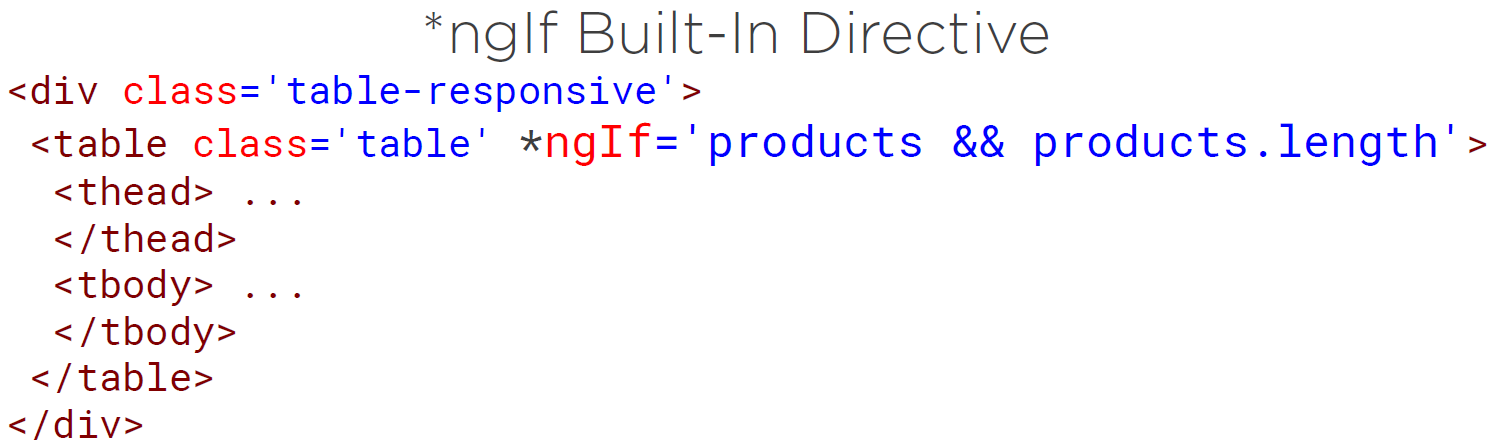 *ngIf Built-In Directive
<div class='table-responsive'>
<table class='table' *ngIf='products && products.length'>
<thead> ...
</thead>
<tbody> ...
</tbody>
</table>
</div>